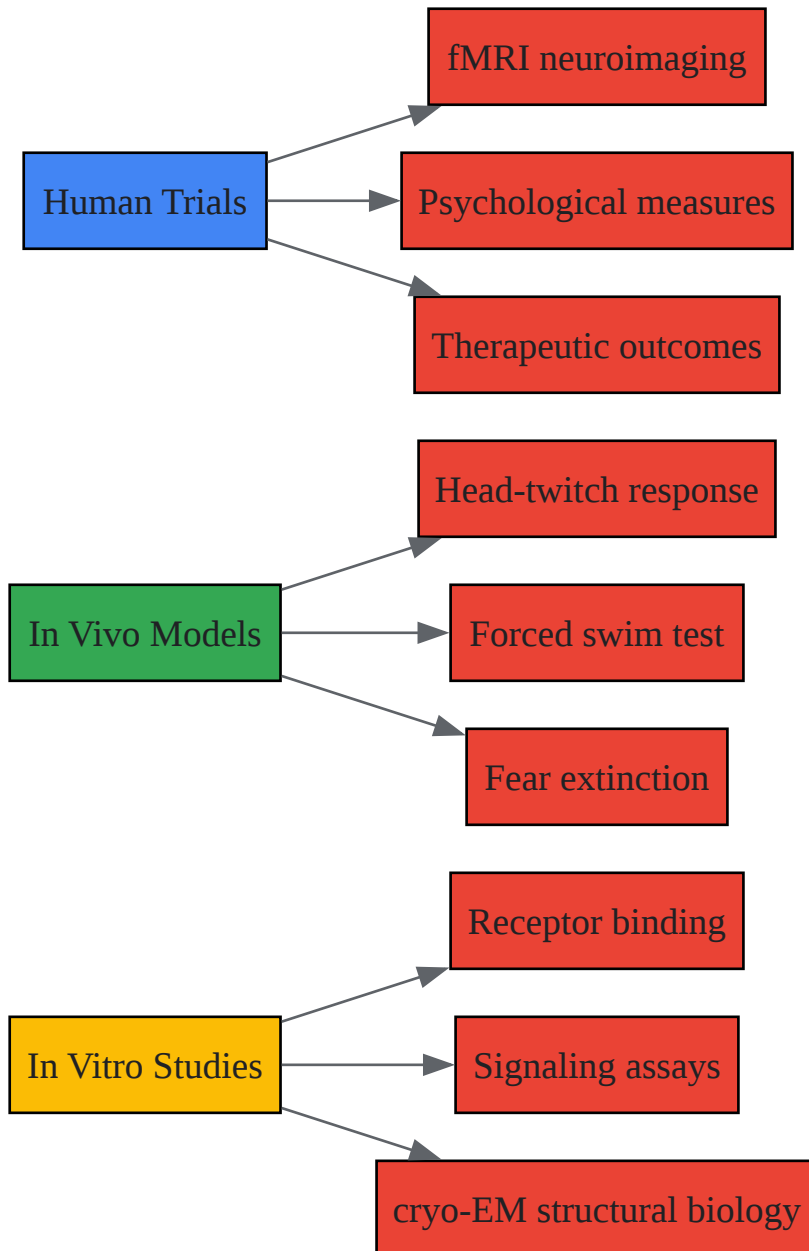 fMRI neuroimaging
Human Trials
Psychological measures
Therapeutic outcomes
Head-twitch response
In Vivo Models
Forced swim test
Fear extinction
Receptor binding
In Vitro Studies
Signaling assays
cryo-EM structural biology